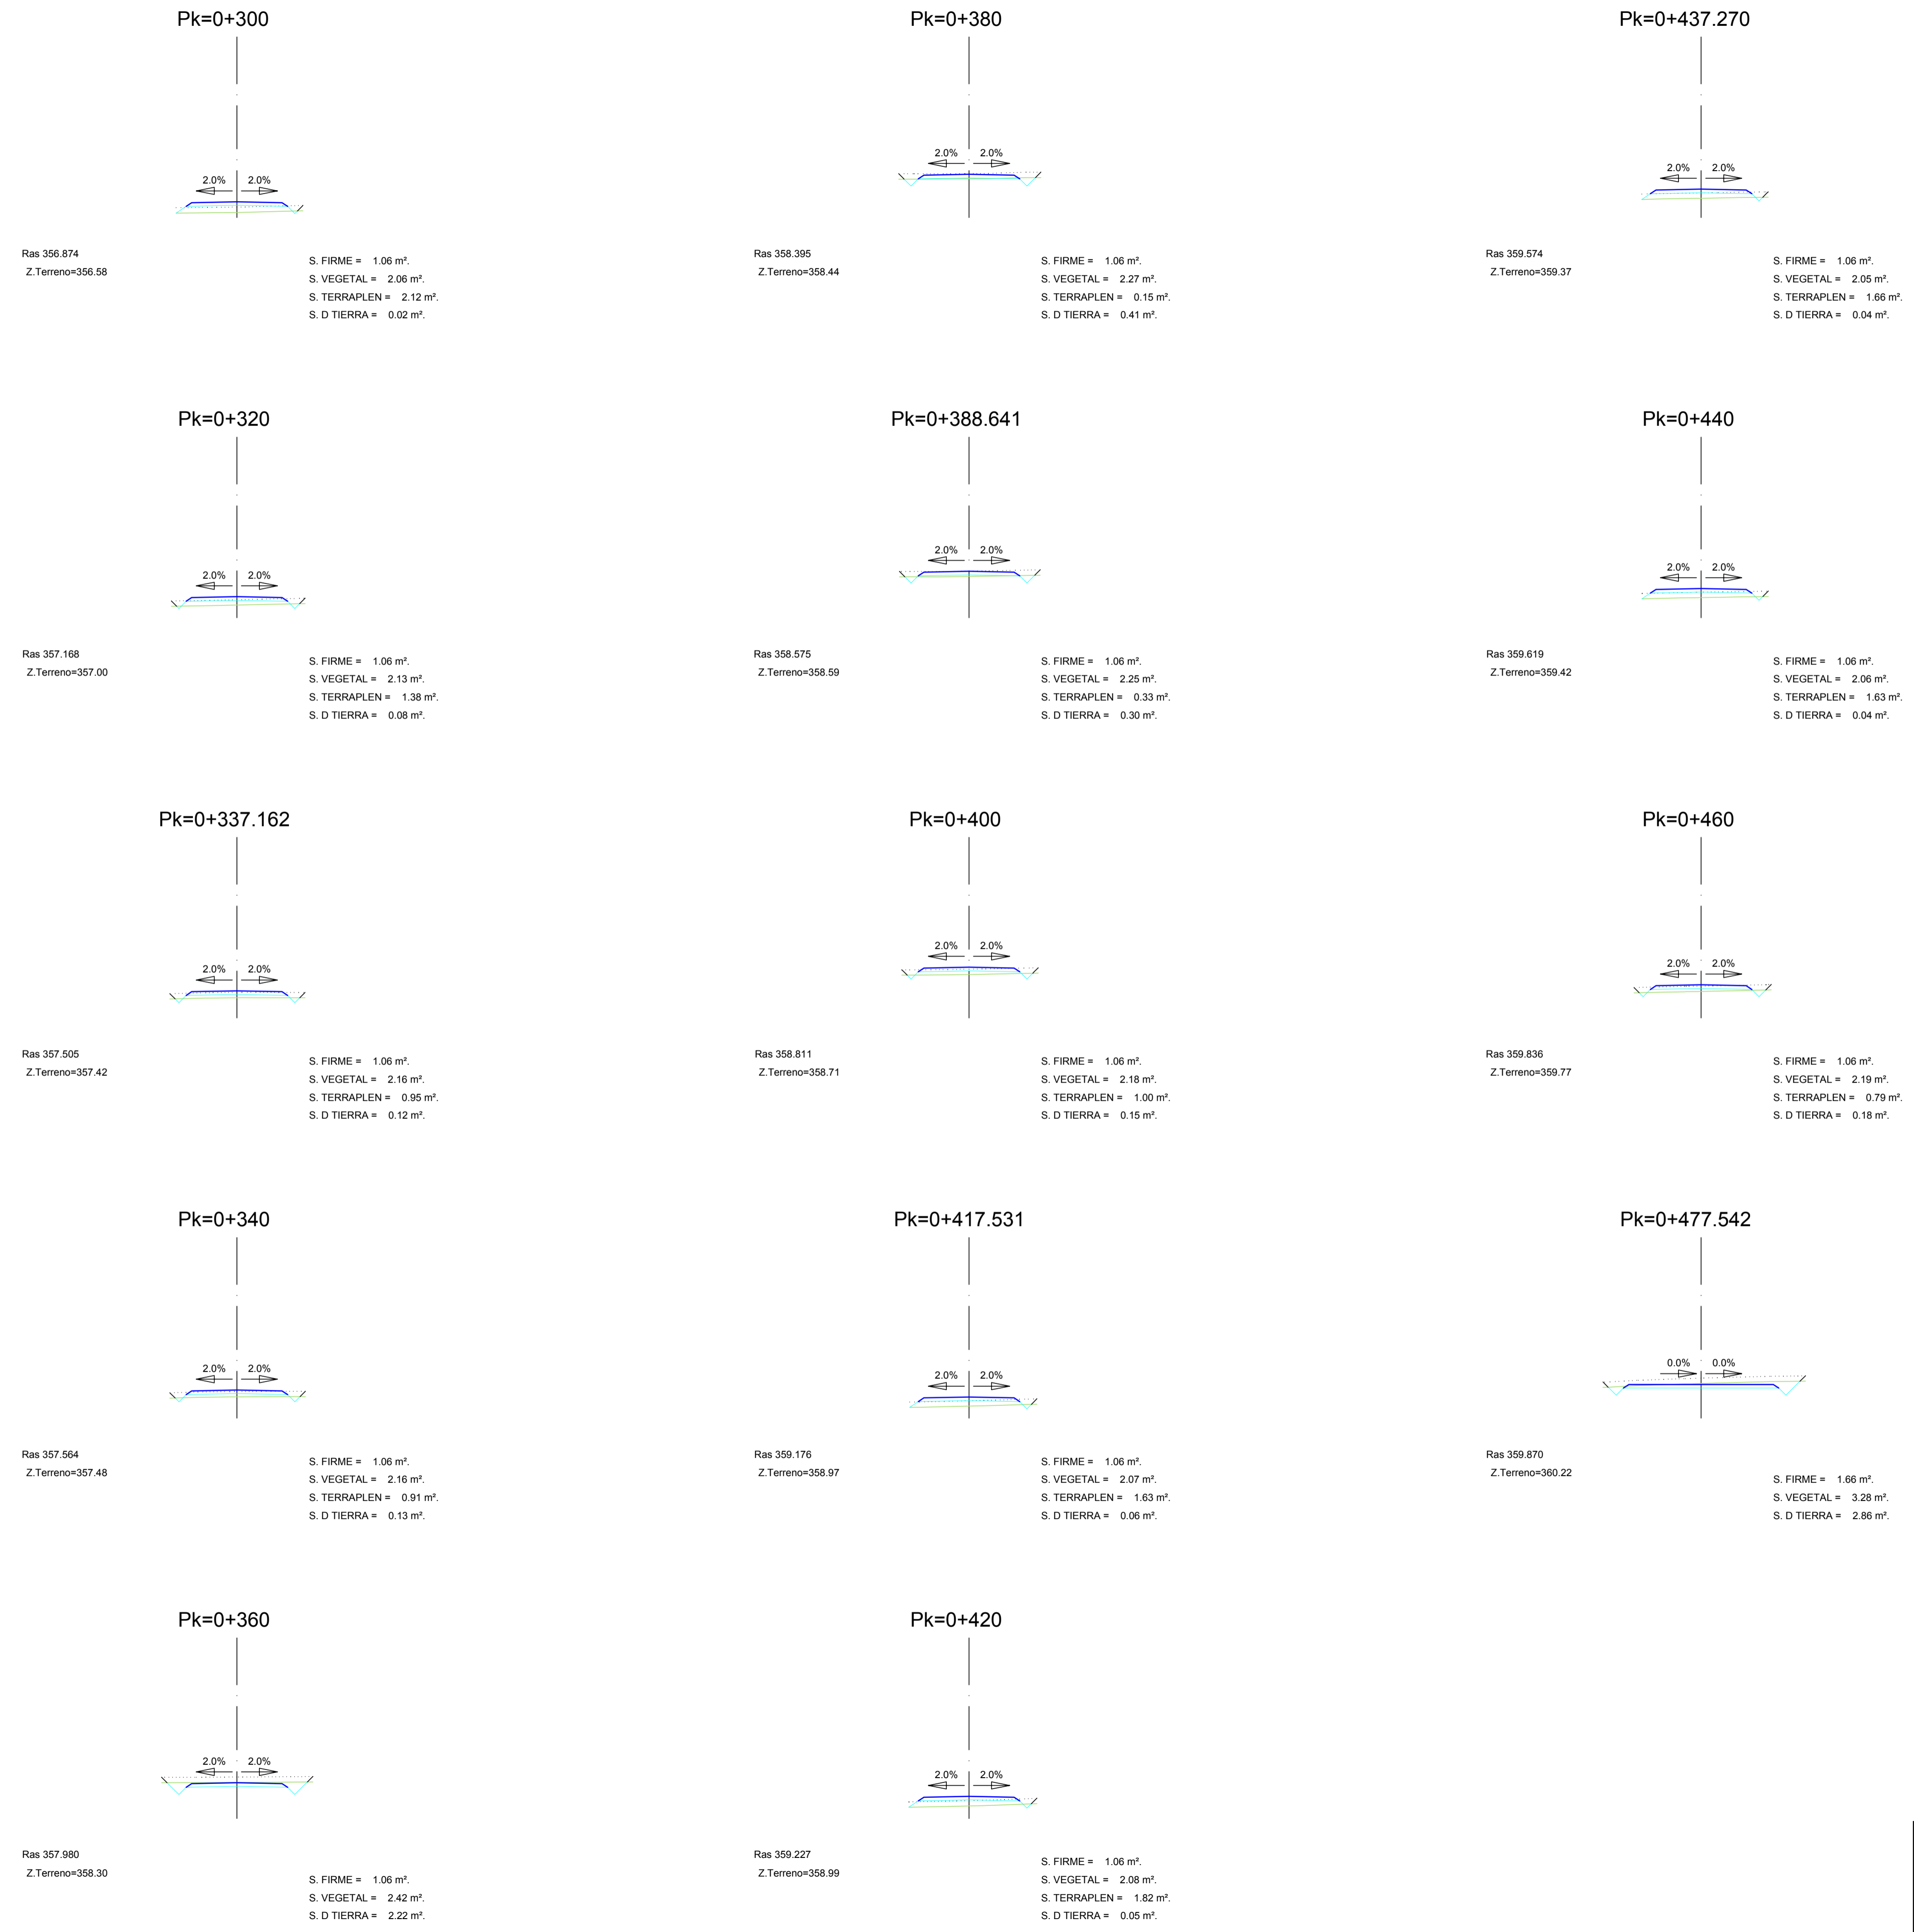 Pk=0+300
2.0% 2.0%
Ras 356.874
Z.Terreno=356.58
S. FIRME = 1.06 m².
S. VEGETAL = 2.06 m².
S. TERRAPLEN = 2.12 m².
S. D TIERRA = 0.02 m².
Pk=0+320
2.0% 2.0%
Ras 357.168
Z.Terreno=357.00
S. FIRME = 1.06 m².
S. VEGETAL = 2.13 m².
S. TERRAPLEN = 1.38 m².
S. D TIERRA = 0.08 m².
Pk=0+337.162
2.0% 2.0%
Ras 357.505
Z.Terreno=357.42
S. FIRME = 1.06 m².
S. VEGETAL = 2.16 m².
S. TERRAPLEN = 0.95 m².
S. D TIERRA = 0.12 m².
Pk=0+340
2.0% 2.0%
Ras 357.564
Z.Terreno=357.48
S. FIRME = 1.06 m².
S. VEGETAL = 2.16 m².
S. TERRAPLEN = 0.91 m².
S. D TIERRA = 0.13 m².
Pk=0+360
2.0% 2.0%
Ras 357.980
Z.Terreno=358.30
S. FIRME = 1.06 m².
S. VEGETAL = 2.42 m².
S. D TIERRA = 2.22 m².
Pk=0+380
2.0% 2.0%
Ras 358.395
Z.Terreno=358.44
S. FIRME = 1.06 m².
S. VEGETAL = 2.27 m².
S. TERRAPLEN = 0.15 m².
S. D TIERRA = 0.41 m².
Pk=0+388.641
2.0% 2.0%
Ras 358.575
Z.Terreno=358.59
S. FIRME = 1.06 m².
S. VEGETAL = 2.25 m².
S. TERRAPLEN = 0.33 m².
S. D TIERRA = 0.30 m².
Pk=0+400
2.0% 2.0%
Ras 358.811
Z.Terreno=358.71
S. FIRME = 1.06 m².
S. VEGETAL = 2.18 m².
S. TERRAPLEN = 1.00 m².
S. D TIERRA = 0.15 m².
Pk=0+417.531
2.0% 2.0%
Ras 359.176
Z.Terreno=358.97
S. FIRME = 1.06 m².
S. VEGETAL = 2.07 m².
S. TERRAPLEN = 1.63 m².
S. D TIERRA = 0.06 m².
Pk=0+420
2.0% 2.0%
Ras 359.227
Z.Terreno=358.99
S. FIRME = 1.06 m².
S. VEGETAL = 2.08 m².
S. TERRAPLEN = 1.82 m².
S. D TIERRA = 0.05 m².
Pk=0+437.270
2.0% 2.0%
Ras 359.574
Z.Terreno=359.37
S. FIRME = 1.06 m².
S. VEGETAL = 2.05 m².
S. TERRAPLEN = 1.66 m².
S. D TIERRA = 0.04 m².
Pk=0+440
2.0% 2.0%
Ras 359.619
Z.Terreno=359.42
S. FIRME = 1.06 m².
S. VEGETAL = 2.06 m².
S. TERRAPLEN = 1.63 m².
S. D TIERRA = 0.04 m².
Pk=0+460
2.0% 2.0%
Ras 359.836
Z.Terreno=359.77
S. FIRME = 1.06 m².
S. VEGETAL = 2.19 m².
S. TERRAPLEN = 0.79 m².
S. D TIERRA = 0.18 m².
Pk=0+477.542
0.0% 0.0%
Ras 359.870
Z.Terreno=360.22
S. FIRME = 1.66 m².
S. VEGETAL = 3.28 m².
S. D TIERRA = 2.86 m².